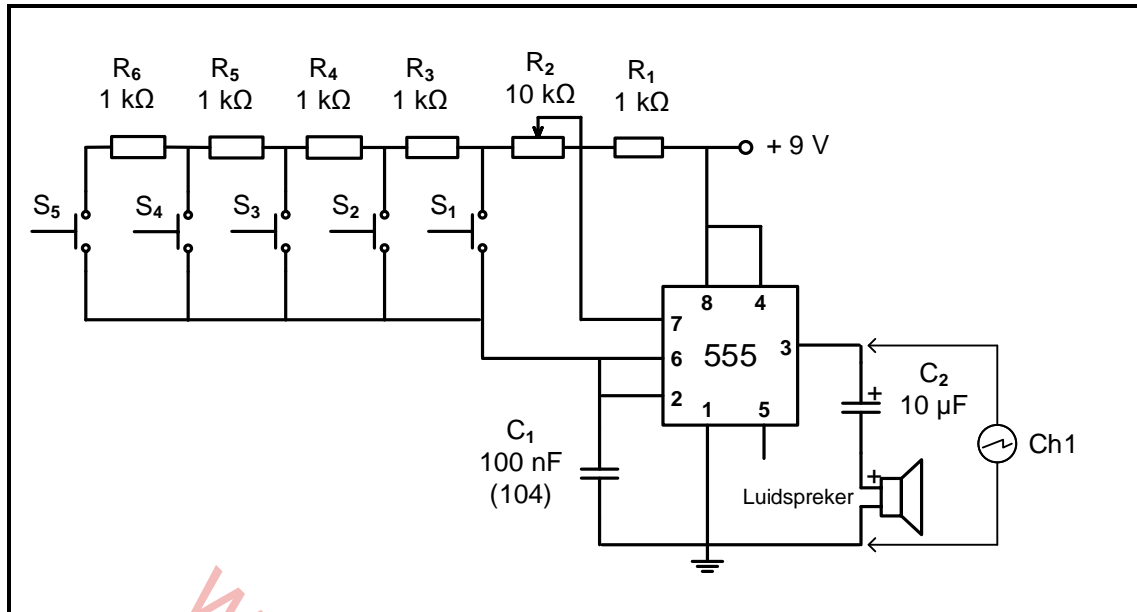 R₆ R₅ R₄ R₃ R₂ R₁
1 kΩ 1 kΩ 1 kΩ 1 kΩ 10 kΩ 1 kΩ
+ 9 V
S₅ S₄ S₃ S₂ S₁
8 4
7
555 3
6
2
1 5
C₁
100 nF
(104)
C₂
10 µF
+
+
Ch1
Luidspreker